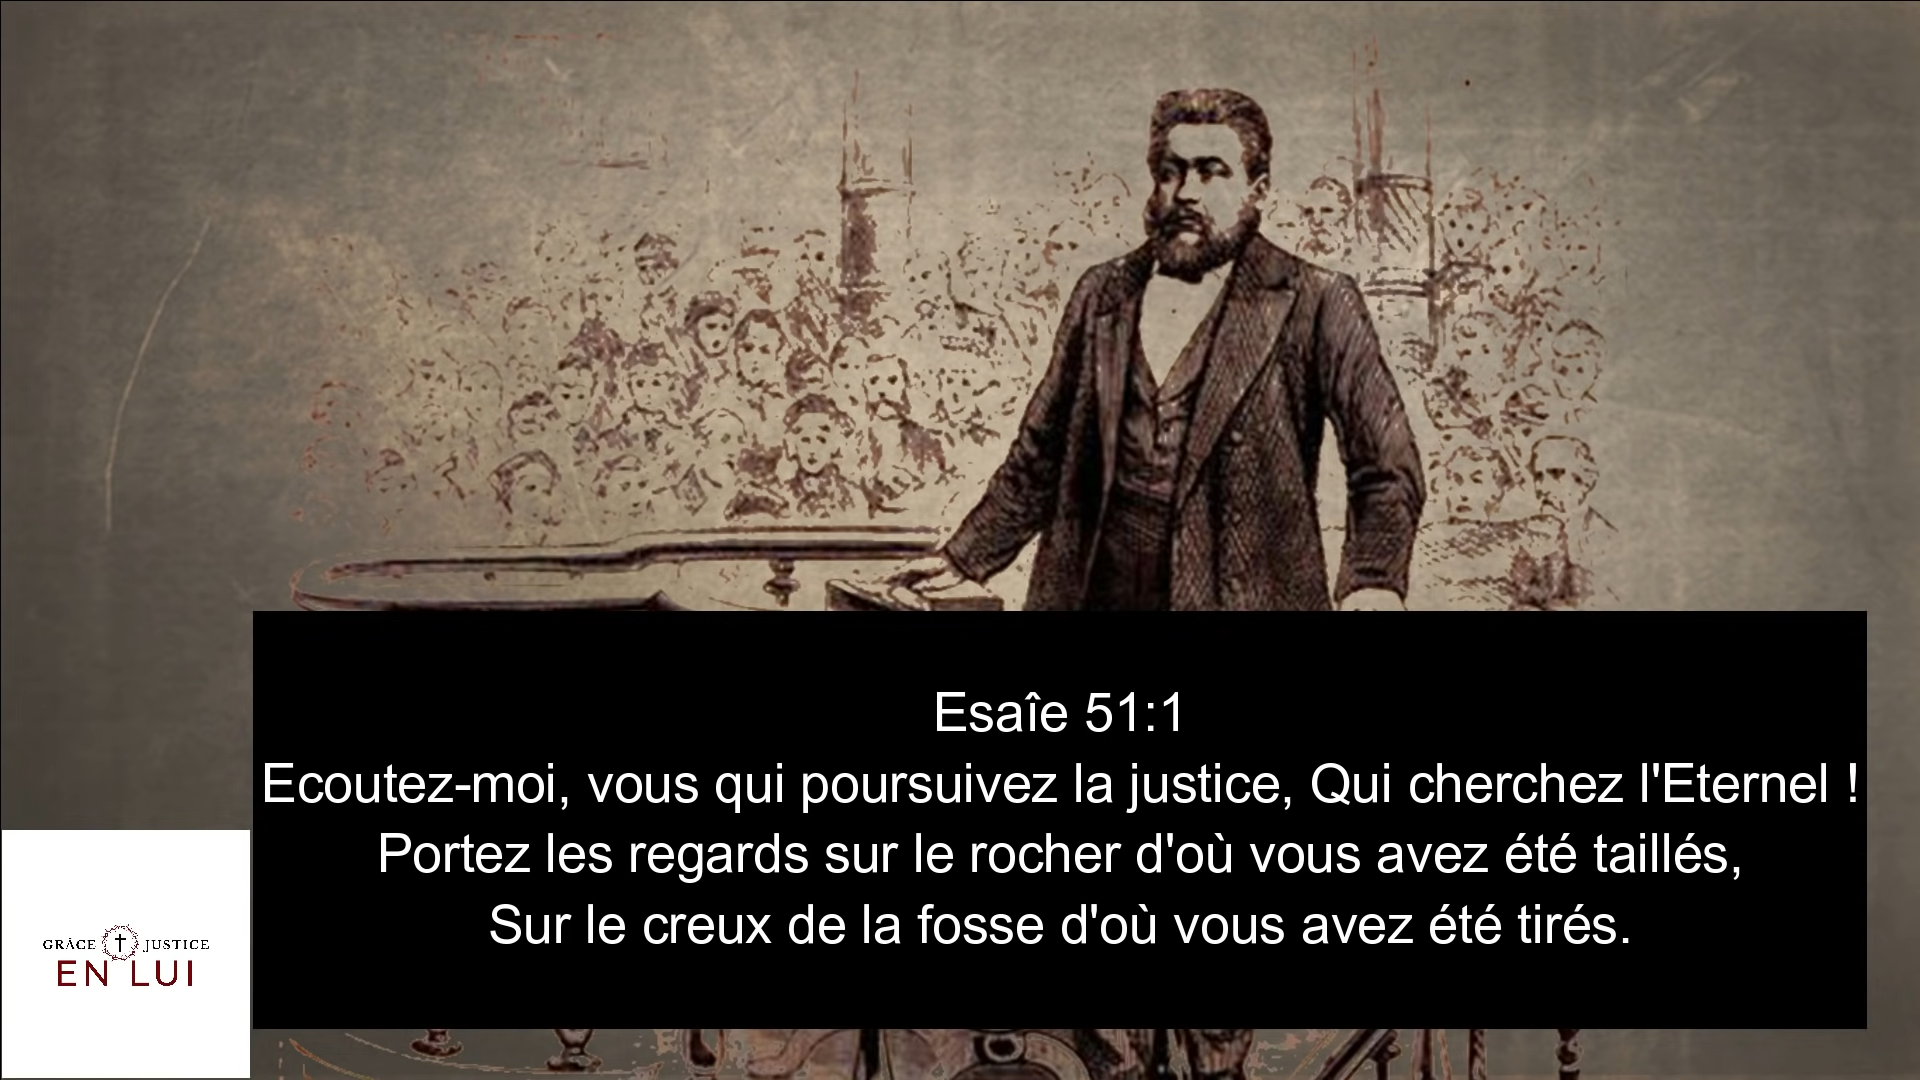 Esaîe 51:1
Ecoutez-moi, vous qui poursuivez la justice, Qui cherchez l'Eternel !
Portez les regards sur le rocher d'où vous avez été taillés,
Sur le creux de la fosse d'où vous avez été tirés.
GRÂCE JUSTICE
EN LUI